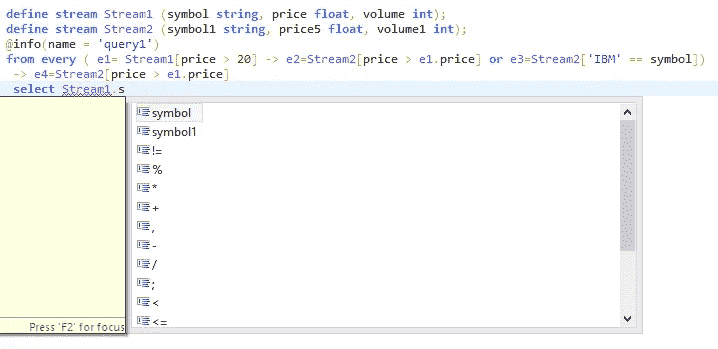 define stream Stream1 (symbol string, price float, volume int);
define stream Stream2 (symbol1 string, price5 float, volume1 int);
@info(name = 'query1')
from every ( e1= Stream1[price > 20] -> e2=Stream2[price > e1.price] or e3=Stream2['IBM' == symbol])
-> e4=Stream2[price > e1.price]
select Stream1.s
symbol
symbol1
!=
%
*
+
,
-
/
;
<
<=
Press 'F2' for focus